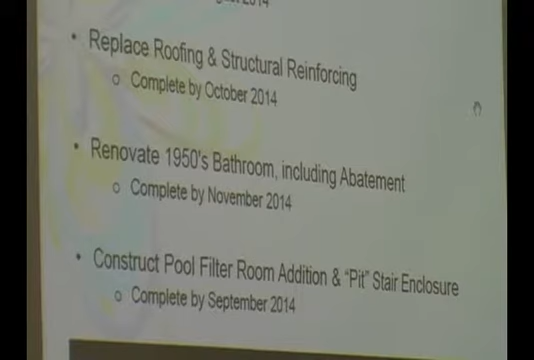 2014
• Replace Roofing & Structural Reinforcing
o Complete by October 2014
• Renovate 1950's Bathroom, including Abatement
o Complete by November 2014
• Construct Pool Filter Room Addition & "Pit" Stair Enclosure
o Complete by September 2014